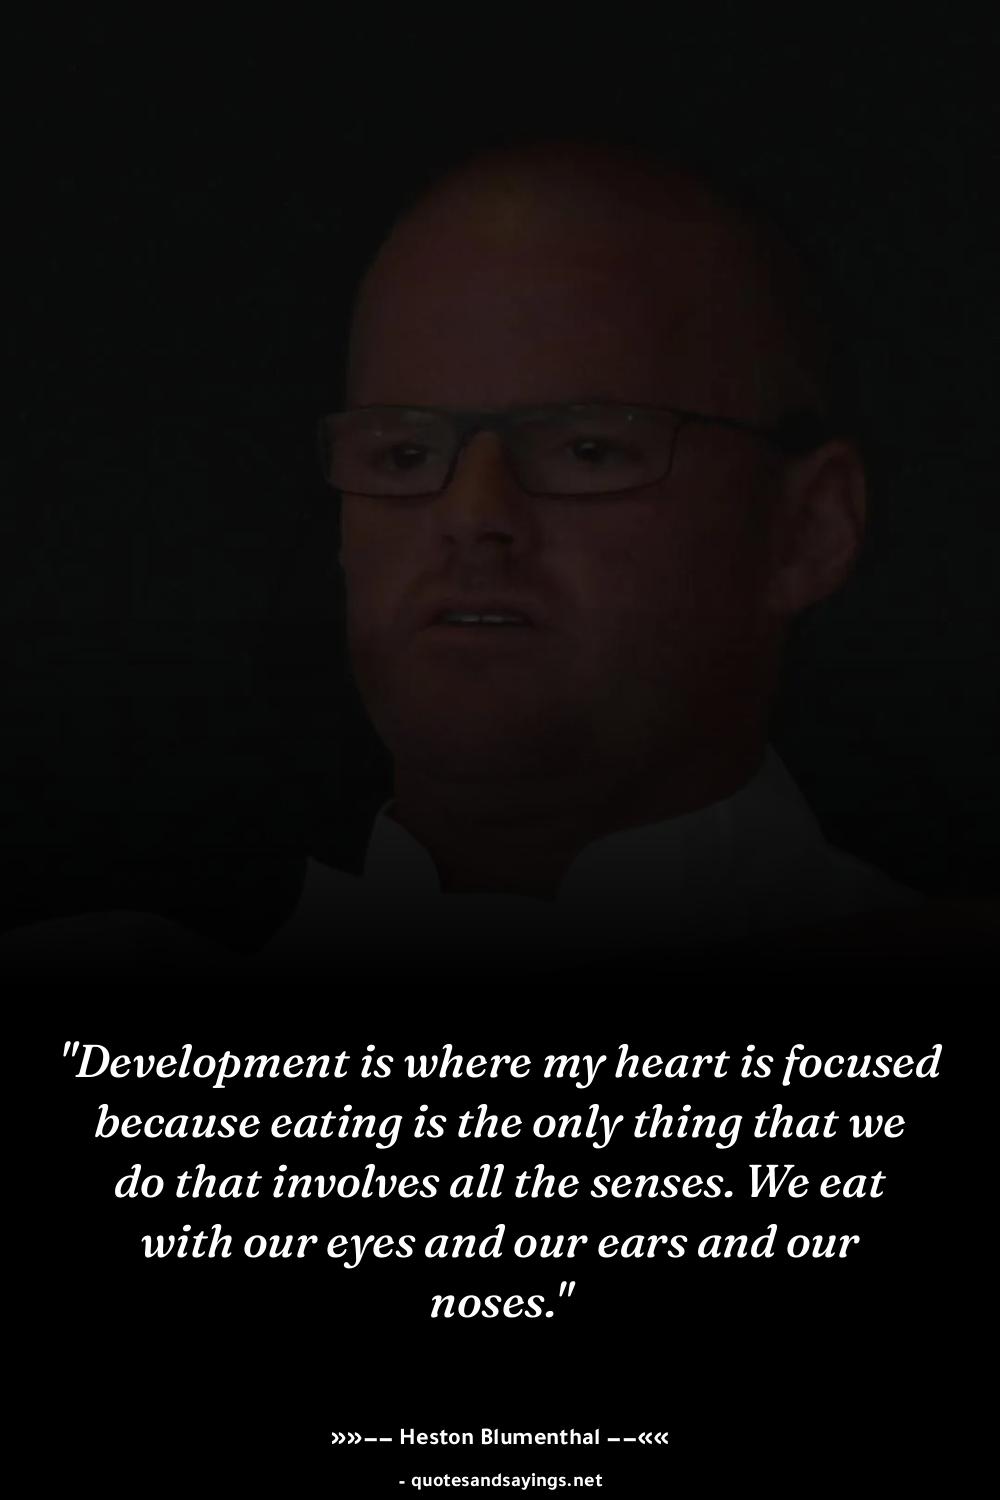 "Development is where my heart is focused
because eating is the only thing that we
do that involves all the senses. We eat
with our eyes and our ears and our
noses."
»»−− Heston Blumenthal −−««
- quotesandsayings.net